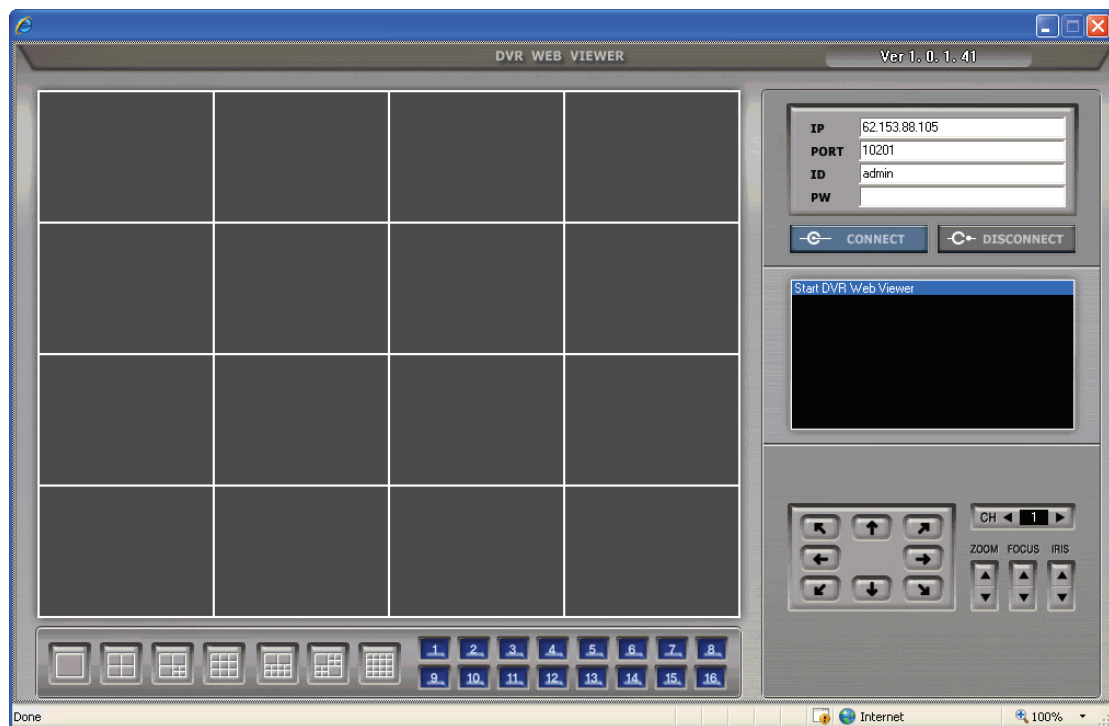 DVR WEB VIEWER
Ver 1. 0. 1. 41
IP 62.153.88.105
PORT 10201
ID admin
PW
CONNECT DISCONNECT
Start DVR Web Viewer
CH 1
ZOOM FOCUS IRIS
1 2 3 4 5 6 7 8
9 10 11 12 13 14 15 16
Done Internet 100%